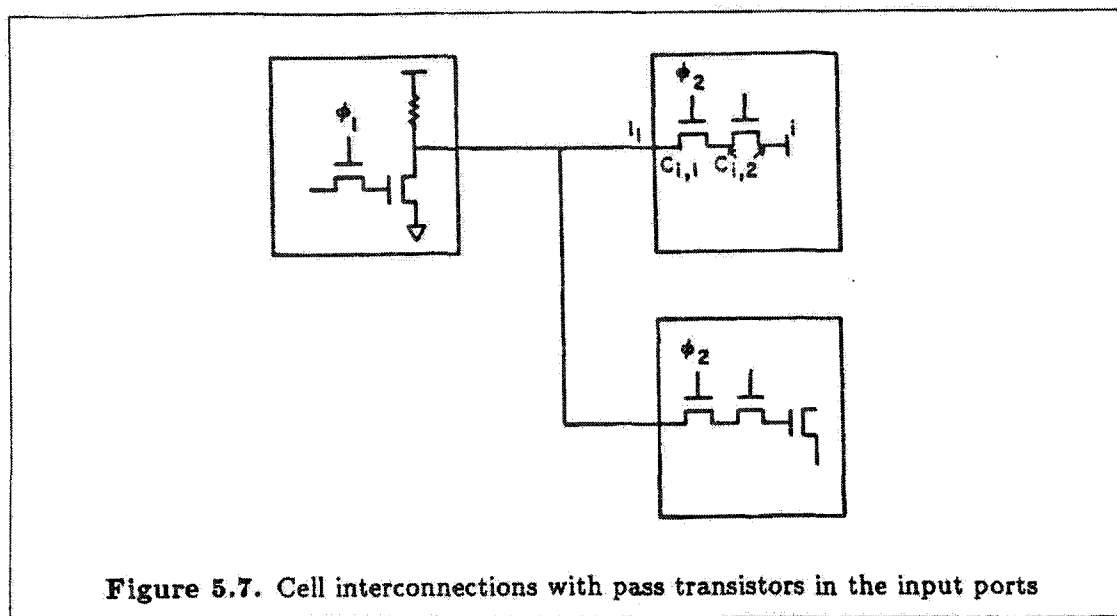 ϕ1
ϕ2
I1
Ci,1
Ci,2
i
ϕ2
Figure 5.7. Cell interconnections with pass transistors in the input ports